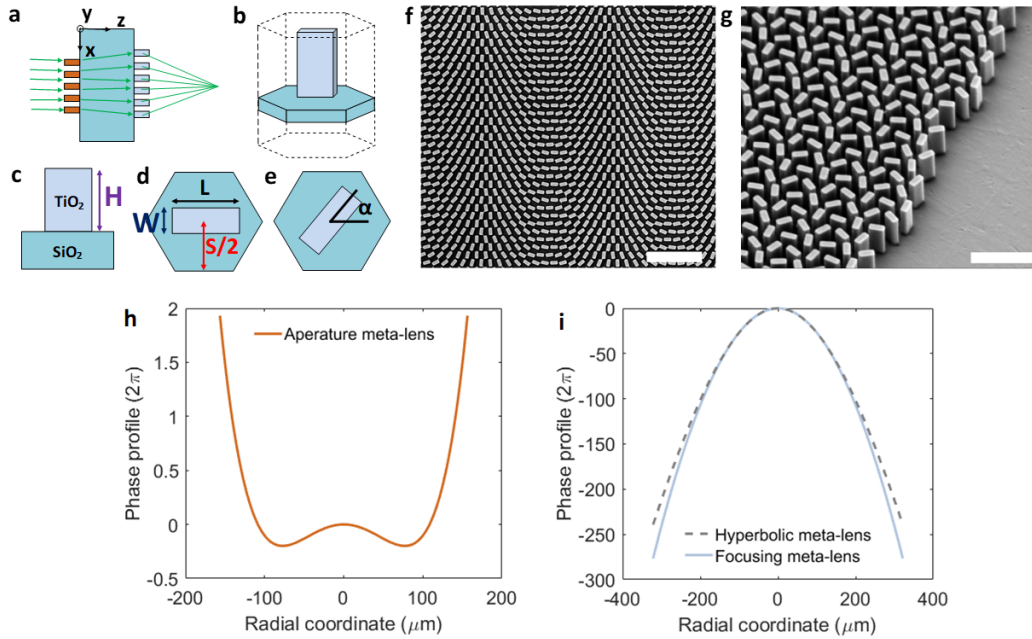 a
y
z
x
b
c
TiO₂
H
SiO₂
d
L
W
S/2
e
α
f
g
h
Aperature meta-lens
Phase profile (2π)
2
1.5
1
0.5
0
-0.5
-200
-100
0
100
200
Radial coordinate (μm)
i
Phase profile (2π)
0
-50
-100
-150
-200
-250
-300
Hyperbolic meta-lens
Focusing meta-lens
-400
-200
0
200
400
Radial coordinate (μm)